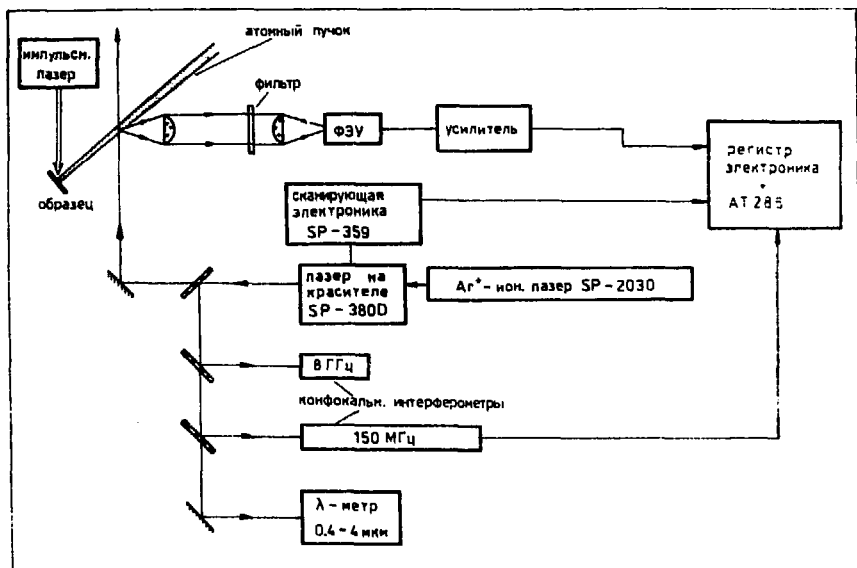 атомный пучок
импульсн.
лазер
фильтр
ФЭУ
усилитель
регистр
электроника
+
AT 286
образец
сканирующая
электроника
SP-359
лазер на
красителе
SP-380D
Ar⁺-ион. лазер SP-2030
8 ГГц
конфокальн. интерферометры
150 МГц
λ-метр
0.4-4 мкм